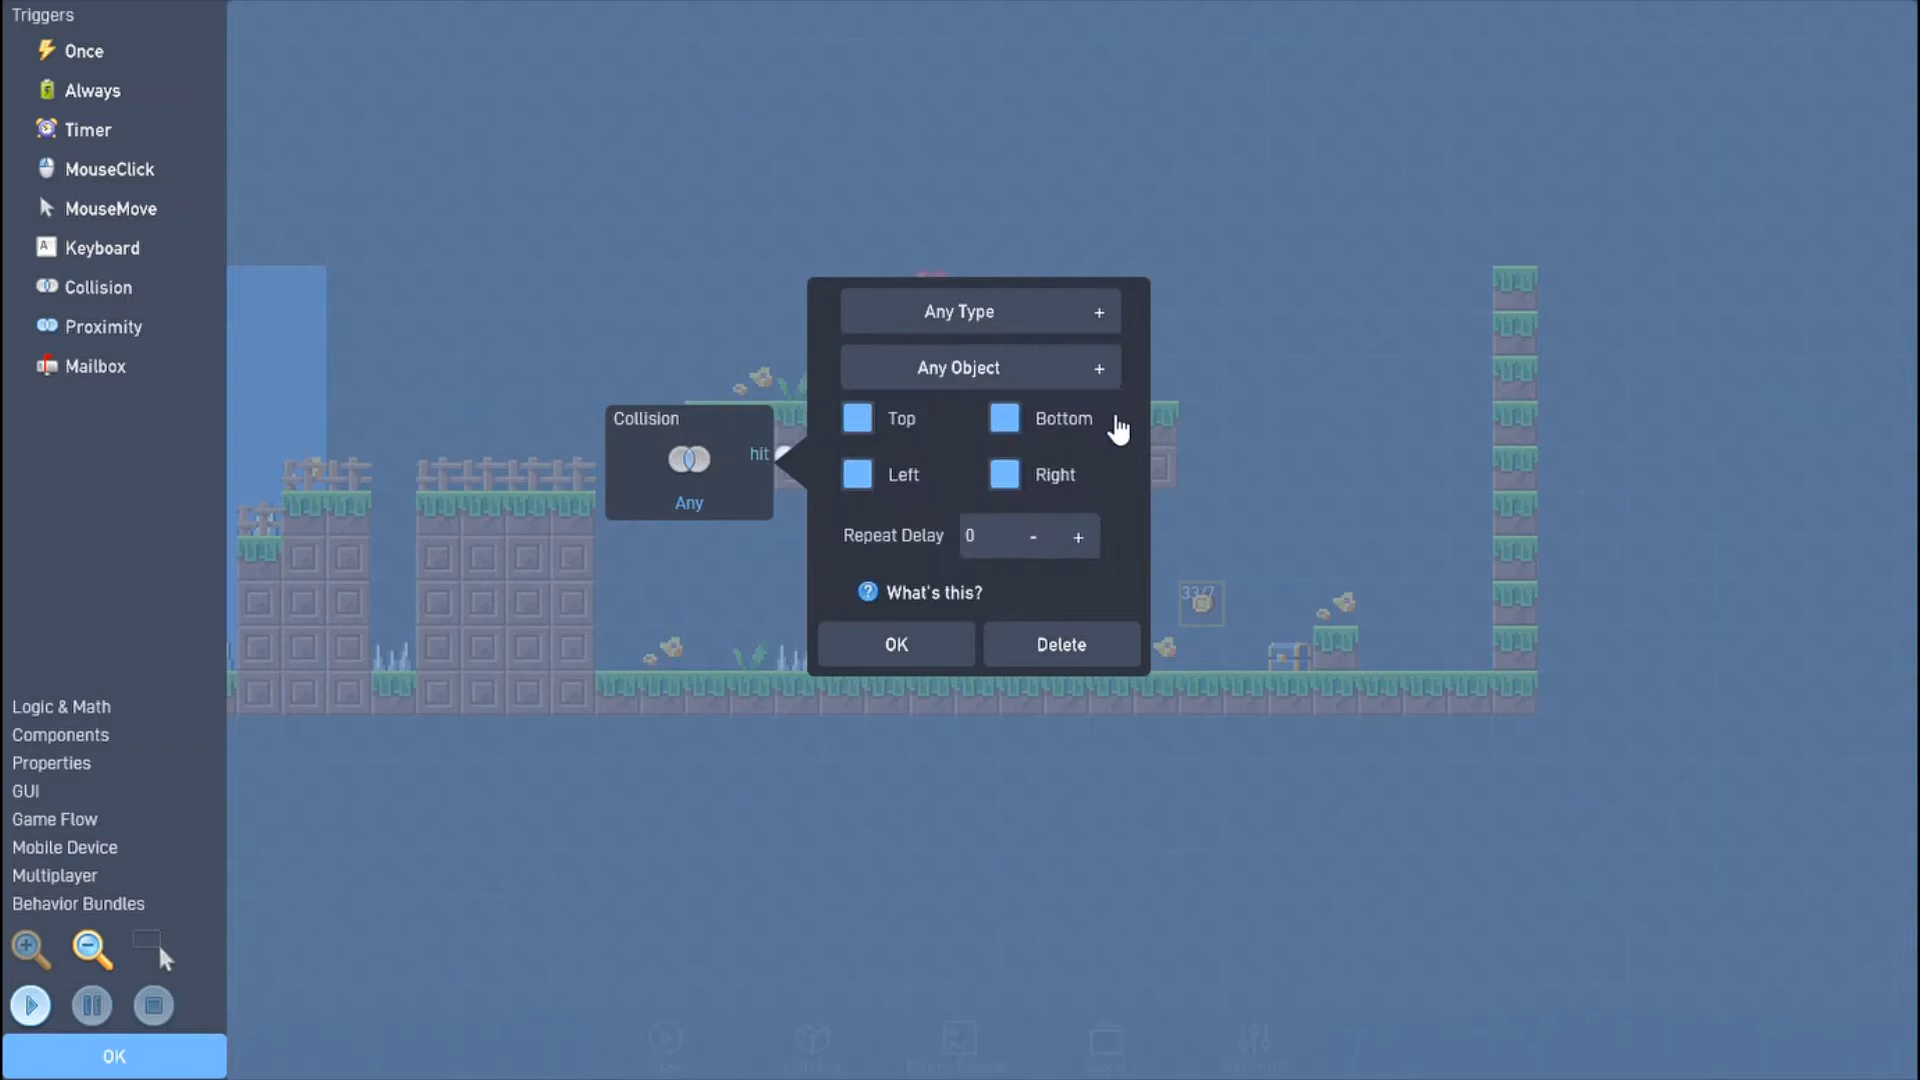 Triggers
Once
Always
Timer
MouseClick
MouseMove
Keyboard
Collision
Proximity
Mailbox
Logic & Math
Components
Properties
GUI
Game Flow
Mobile Device
Multiplayer
Behavior Bundles
OK
Collision
hit
Any
Any Type +
Any Object +
Top Bottom
Left Right
Repeat Delay 0 - +
? What's this?
OK Delete